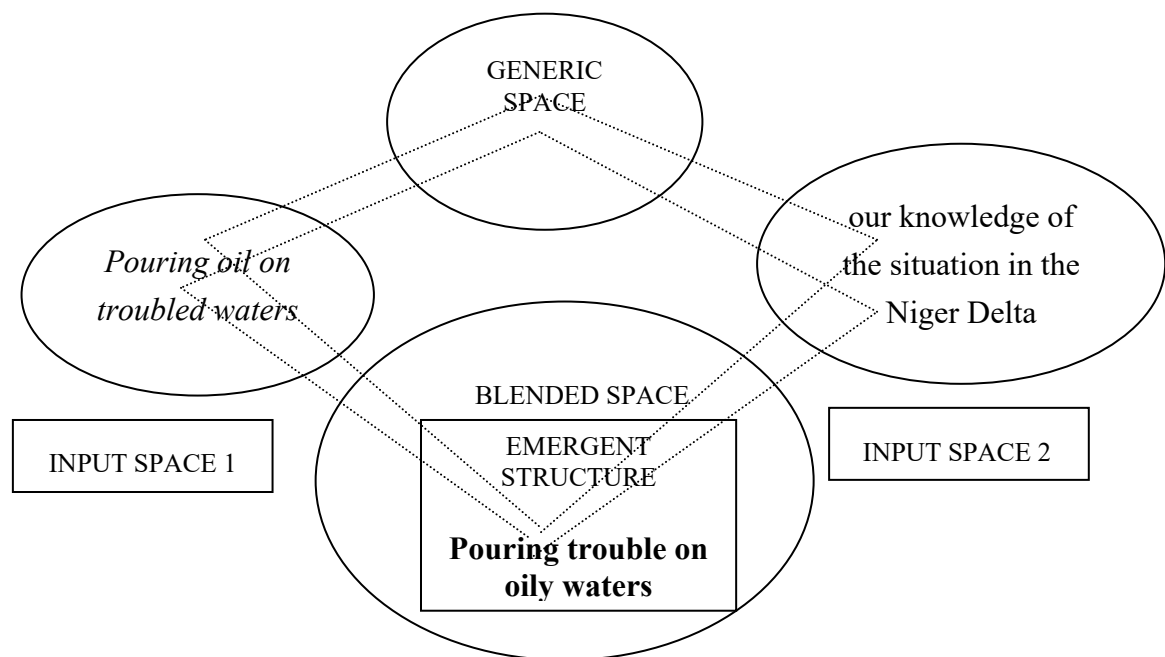 GENERIC
SPACE
Pouring oil on
troubled waters
our knowledge of
the situation in the
Niger Delta
BLENDED SPACE
INPUT SPACE 1
EMERGENT
STRUCTURE
INPUT SPACE 2
Pouring trouble on
oily waters